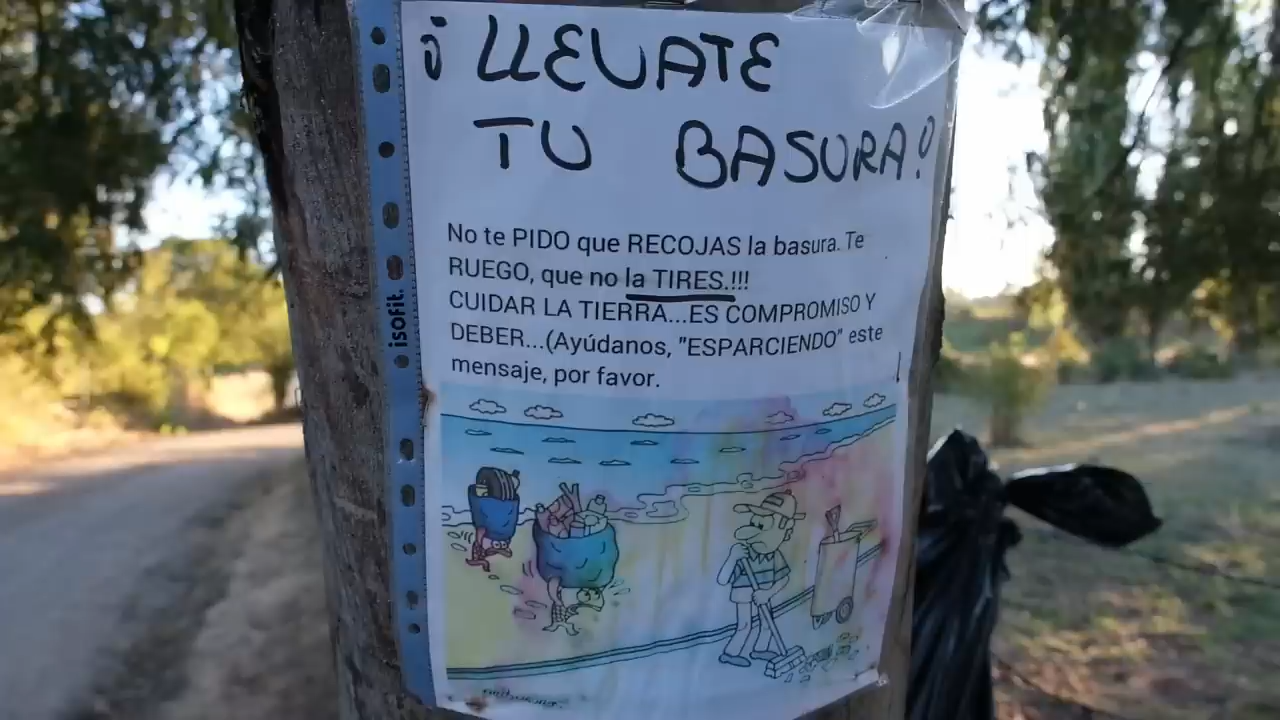 ¡LLEVATE
TU BASURA!
No te PIDO que RECOJAS la basura. Te
RUEGO, que no la TIRES.!!!
CUIDAR LA TIERRA...ES COMPROMISO Y
DEBER...(Ayúdanos, "ESPARCIENDO" este
mensaje, por favor.
isofit.